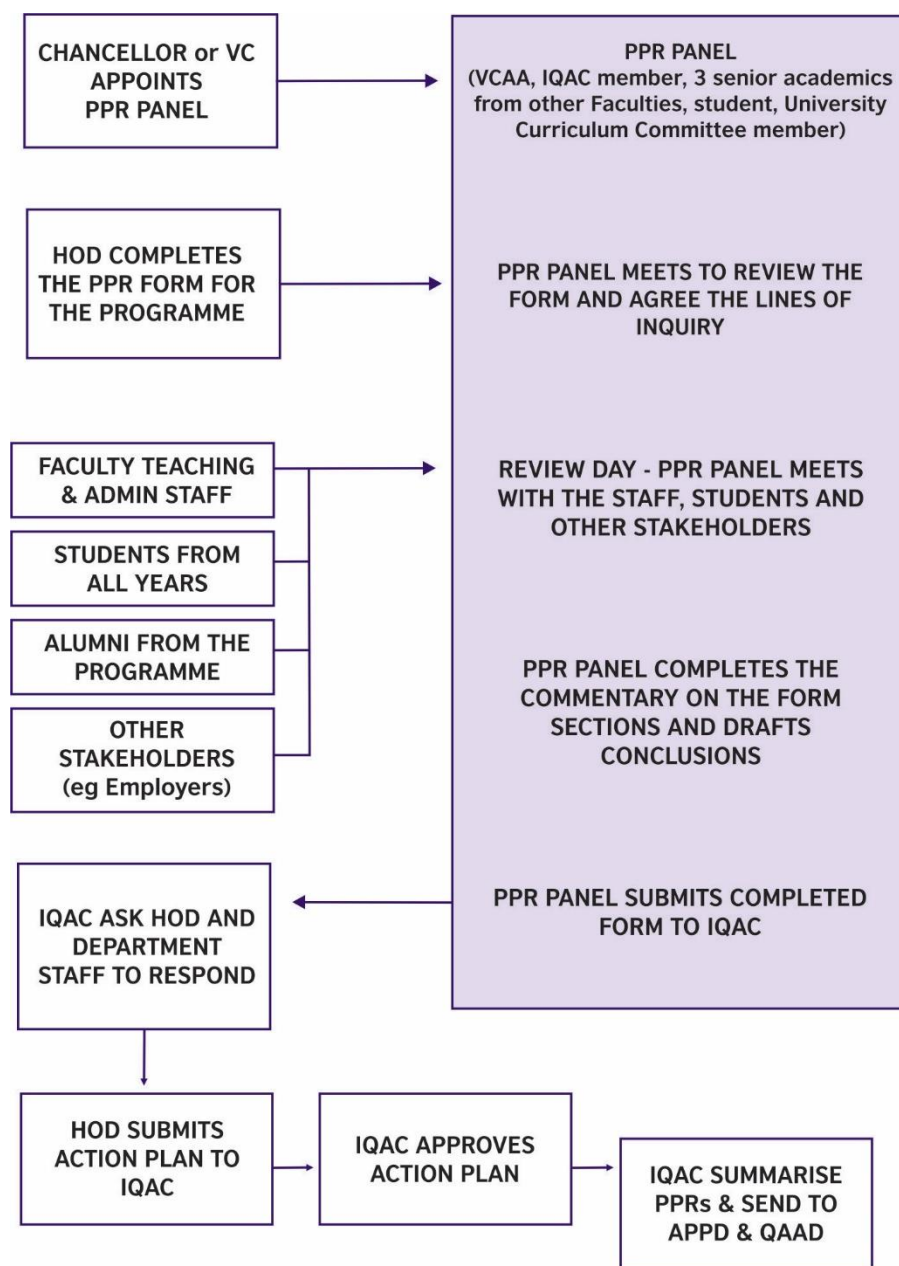 CHANCELLOR or VC
APPOINTS
PPR PANEL
PPR PANEL
(VCAA, IQAC member, 3 senior academics
from other Faculties, student, University
Curriculum Committee member)
HOD COMPLETES
THE PPR FORM FOR
THE PROGRAMME
PPR PANEL MEETS TO REVIEW THE
FORM AND AGREE THE LINES OF
INQUIRY
FACULTY TEACHING
& ADMIN STAFF
STUDENTS FROM
ALL YEARS
ALUMNI FROM THE
PROGRAMME
OTHER
STAKEHOLDERS
(eg Employers)
REVIEW DAY - PPR PANEL MEETS
WITH THE STAFF, STUDENTS AND
OTHER STAKEHOLDERS
PPR PANEL COMPLETES THE
COMMENTARY ON THE FORM
SECTIONS AND DRAFTS
CONCLUSIONS
PPR PANEL SUBMITS COMPLETED
FORM TO IQAC
IQAC ASK HOD AND
DEPARTMENT
STAFF TO RESPOND
HOD SUBMITS
ACTION PLAN TO
IQAC
IQAC APPROVES
ACTION PLAN
IQAC SUMMARISE
PPRs & SEND TO
APPD & QAAD